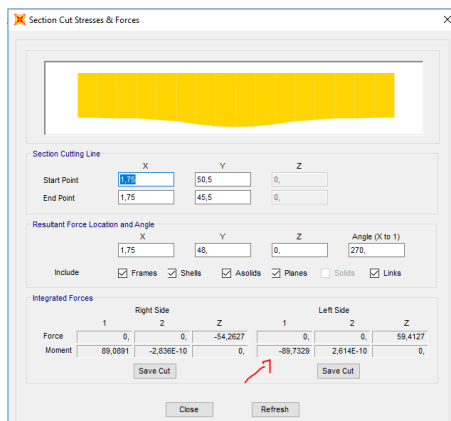 Section Cut Stresses & Forces
Section Cutting Line
X Y Z
Start Point 1,75 50,5 0,
End Point 1,75 45,5 0,
Resultant Force Location and Angle
X Y Z Angle (X to 1)
1,75 48, 0, 270,
Include Frames Shells Asolids Planes Solids Links
Integrated Forces
Right Side Left Side
1 2 Z 1 2 Z
Force 0, 0, -54,2627 0, 0, 59,4127
Moment 89,0891 -2,836E-10 0, -89,7329 2,614E-10 0,
Save Cut Save Cut
Close Refresh